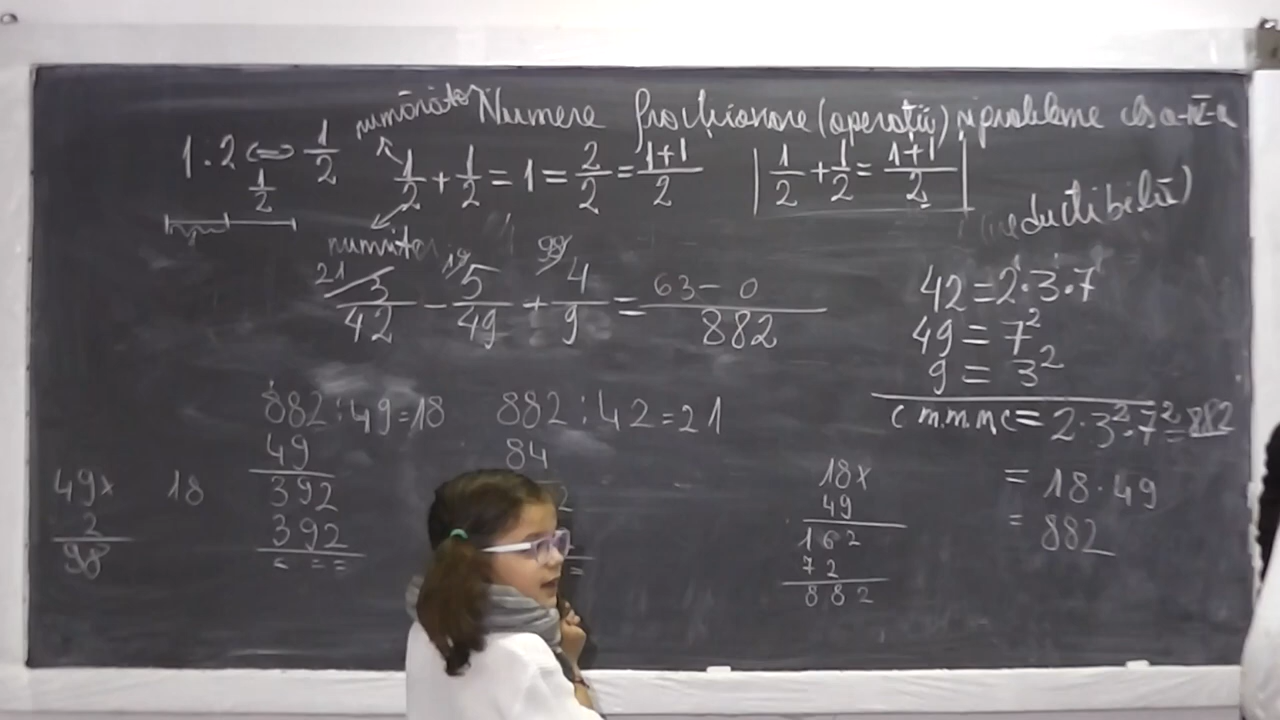 numărător Numere fracționare (operații) și probleme cls a-IV-a
1:2 <=> 1/2
1/2
1/2 + 1/2 = 1 = 2/2 = (1+1)/2
1/2 + 1/2 = (1+1)/2
numitor
21 3/42 - 18 5/49 + 98 4/9 = (63 - 0)/882
42 = 2·3·7
49 = 7²
9 = 3²
c.m.m.m.c = 2·3²·7² = 882
= 18·49
= 882
882 : 49 = 18
49
392
392
= = =
882 : 42 = 21
84
2
=
49x
2
98
18
18x
49
162
72
882